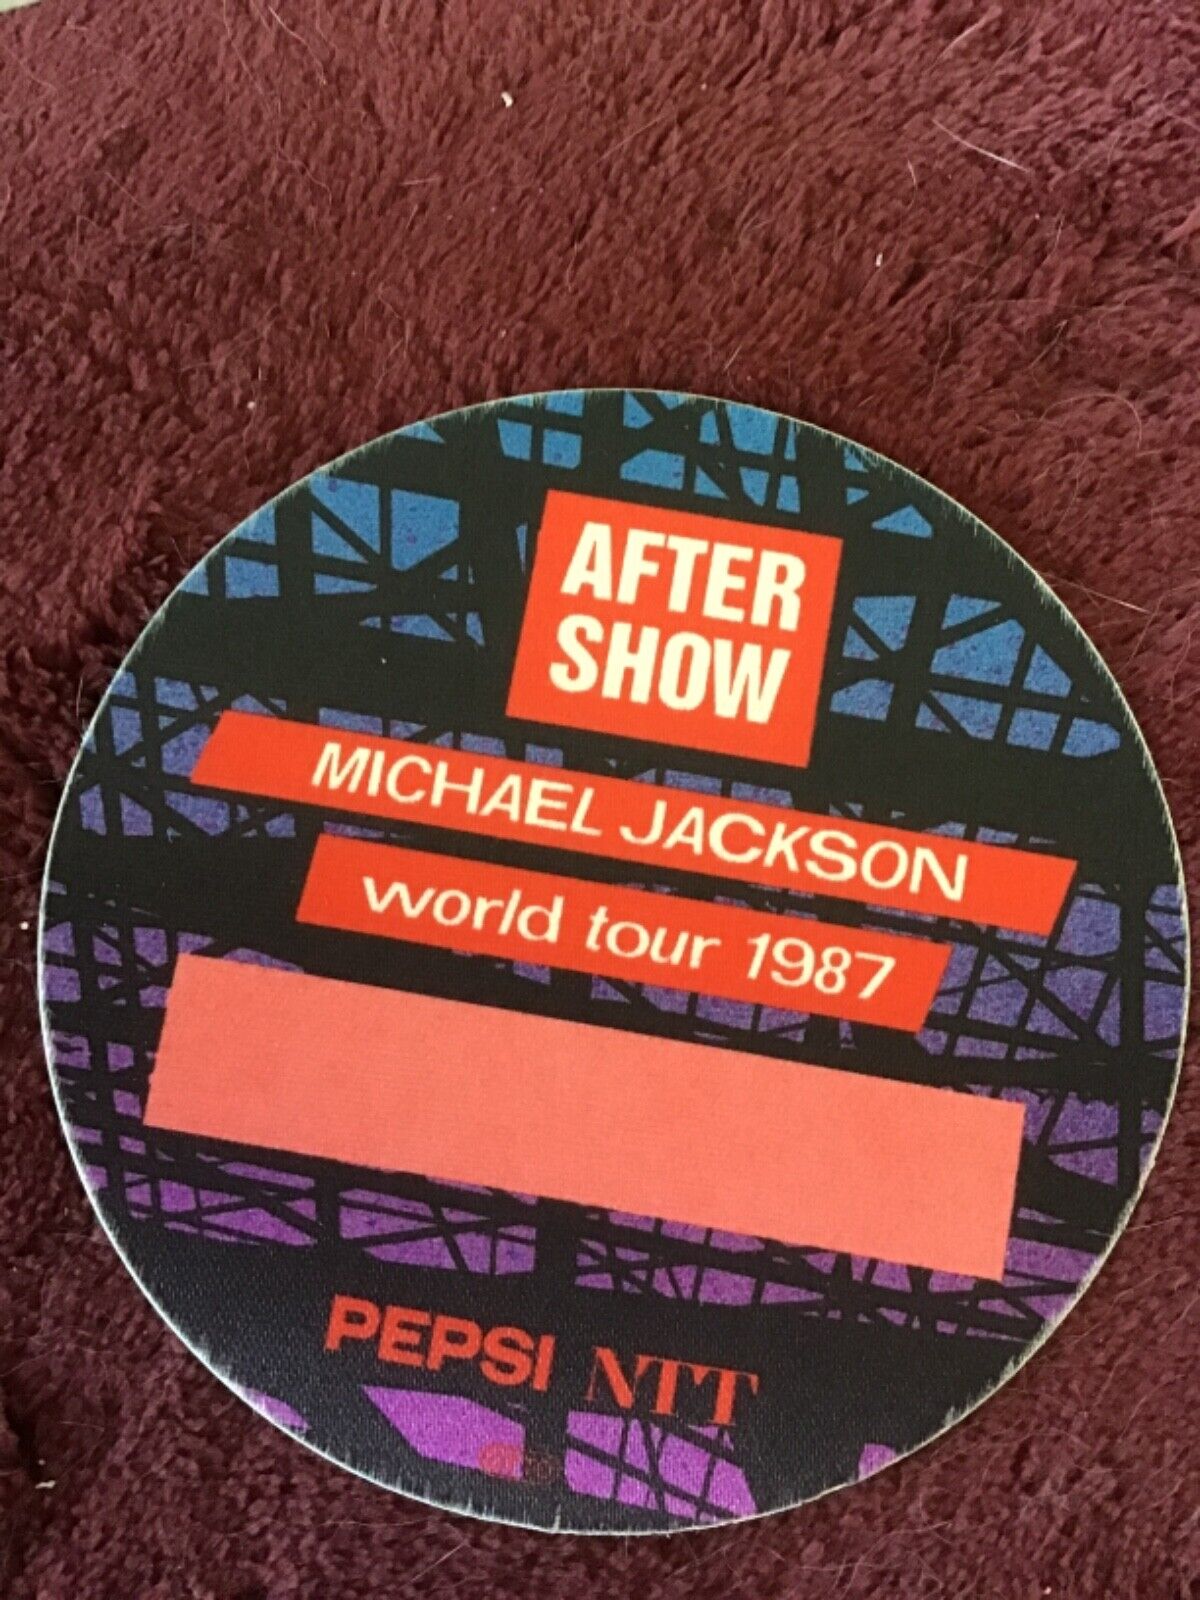 AFTER
SHOW
MICHAEL JACKSON
world tour 1987
PEPSI NTT